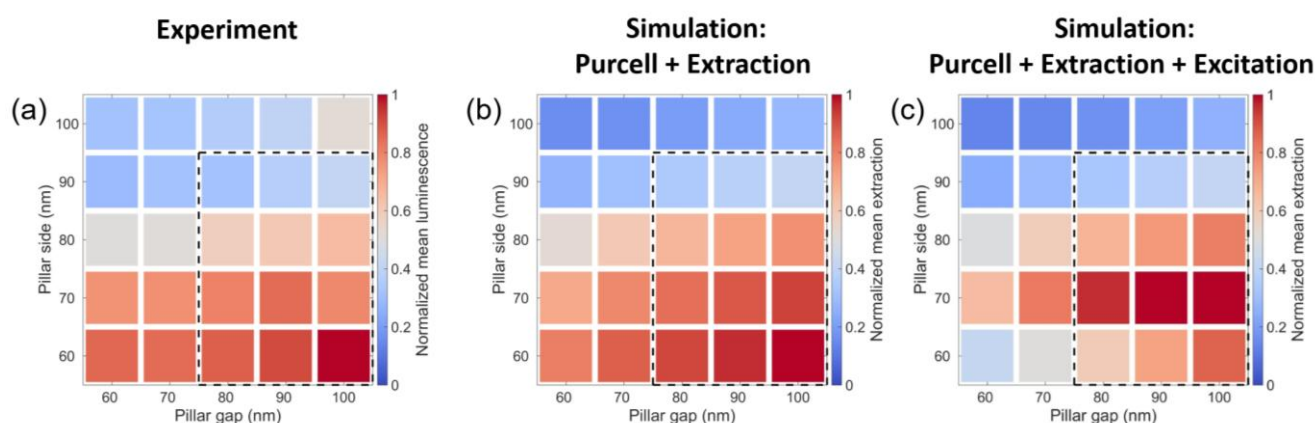 Experiment
Simulation:
Purcell + Extraction
Simulation:
Purcell + Extraction + Excitation
(a)
Pillar side (nm)
100
90
80
70
60
60 70 80 90 100
Pillar gap (nm)
1
0.8
0.6
0.4
0.2
0
Normalized mean luminescence
(b)
Pillar side (nm)
100
90
80
70
60
60 70 80 90 100
Pillar gap (nm)
1
0.8
0.6
0.4
0.2
0
Normalized mean extraction
(c)
Pillar side (nm)
100
90
80
70
60
60 70 80 90 100
Pillar gap (nm)
1
0.8
0.6
0.4
0.2
0
Normalized mean extraction